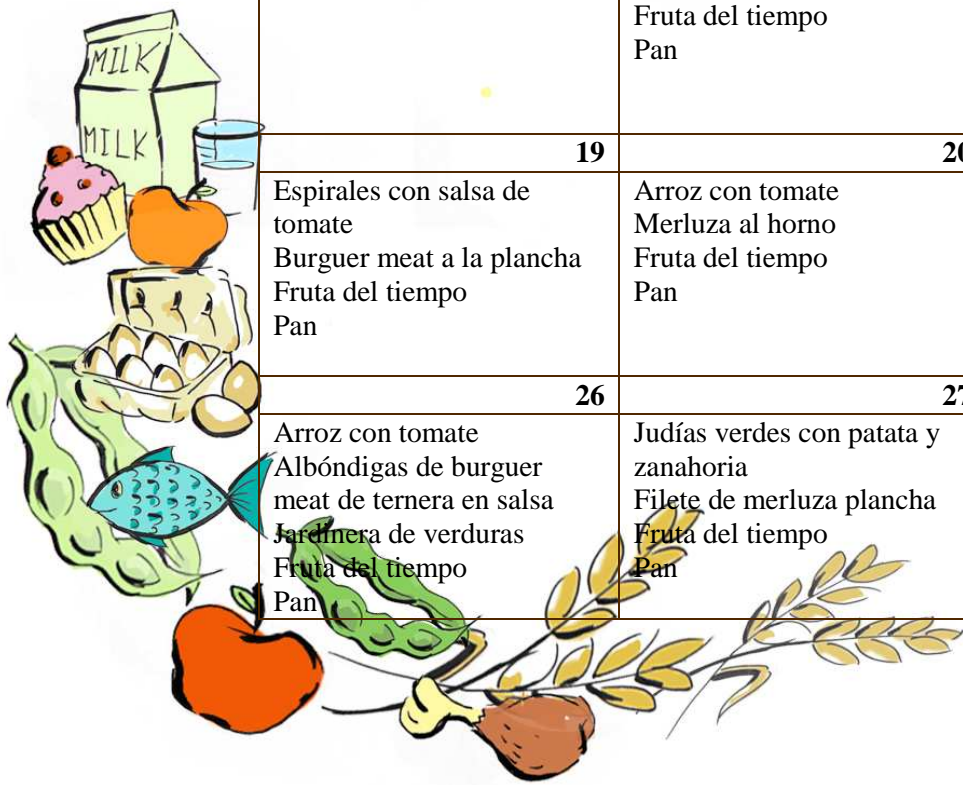 MILK
MILK
Fruta del tiempo
Pan
19
Espirales con salsa de
tomate
Burguer meat a la plancha
Fruta del tiempo
Pan
20
Arroz con tomate
Merluza al horno
Fruta del tiempo
Pan
26
Arroz con tomate
Albóndigas de burguer
meat de ternera en salsa
Jardinera de verduras
Fruta del tiempo
Pan
27
Judías verdes con patata y
zanahoria
Filete de merluza plancha
Fruta del tiempo
Pan